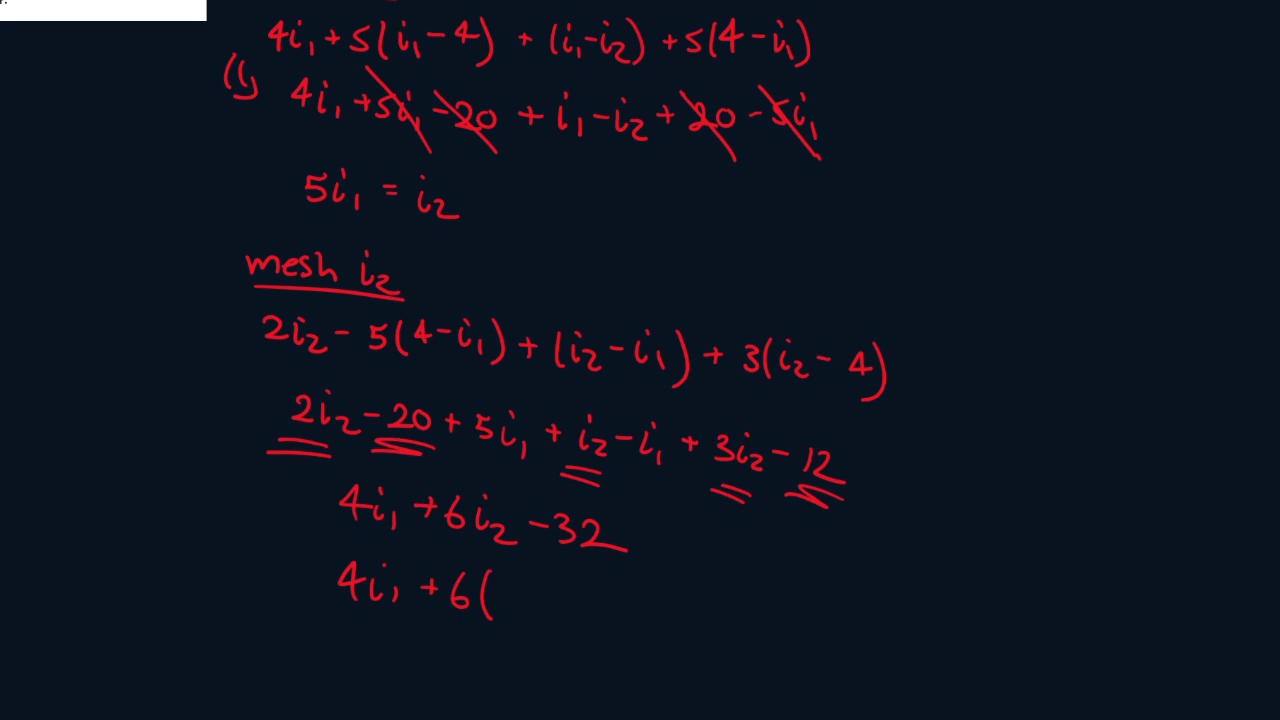 4i₁ + 5(i₁ - 4) + (i₁ - i₂) + 5(4 - i₁)
(1) 4i₁ + 5i₁ - 20 + i₁ - i₂ + 20 - 5i₁
5i₁ = i₂
mesh i₂
2i₂ - 5(4 - i₁) + (i₂ - i₁) + 3(i₂ - 4)
2i₂ - 20 + 5i₁ + i₂ - i₁ + 3i₂ - 12
4i₁ + 6i₂ - 32
4i₁ + 6(